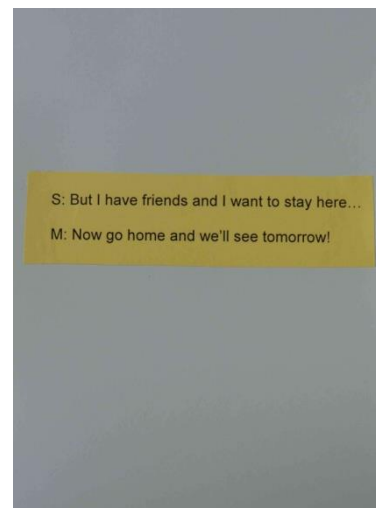 S: But I have friends and I want to stay here…
M: Now go home and we'll see tomorrow!